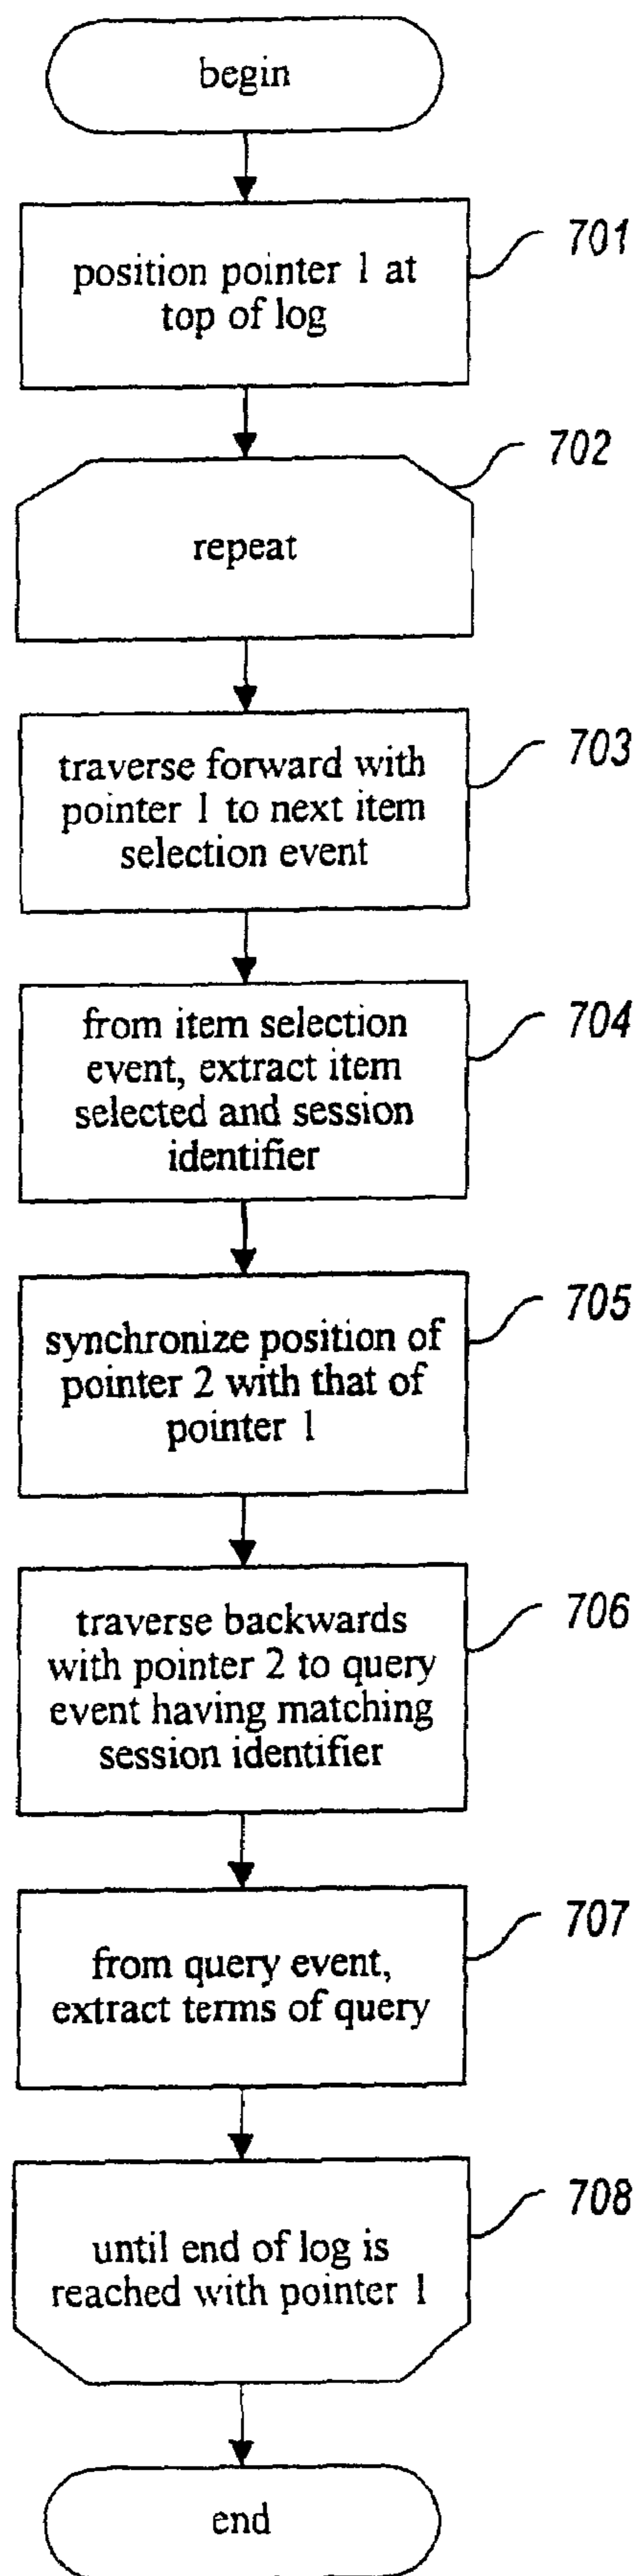 begin
position pointer 1 at
top of log
701
repeat
702
traverse forward with
pointer 1 to next item
selection event
703
from item selection
event, extract item
selected and session
identifier
704
synchronize position of
pointer 2 with that of
pointer 1
705
traverse backwards
with pointer 2 to query
event having matching
session identifier
706
from query event,
extract terms of query
707
until end of log is
reached with pointer 1
708
end